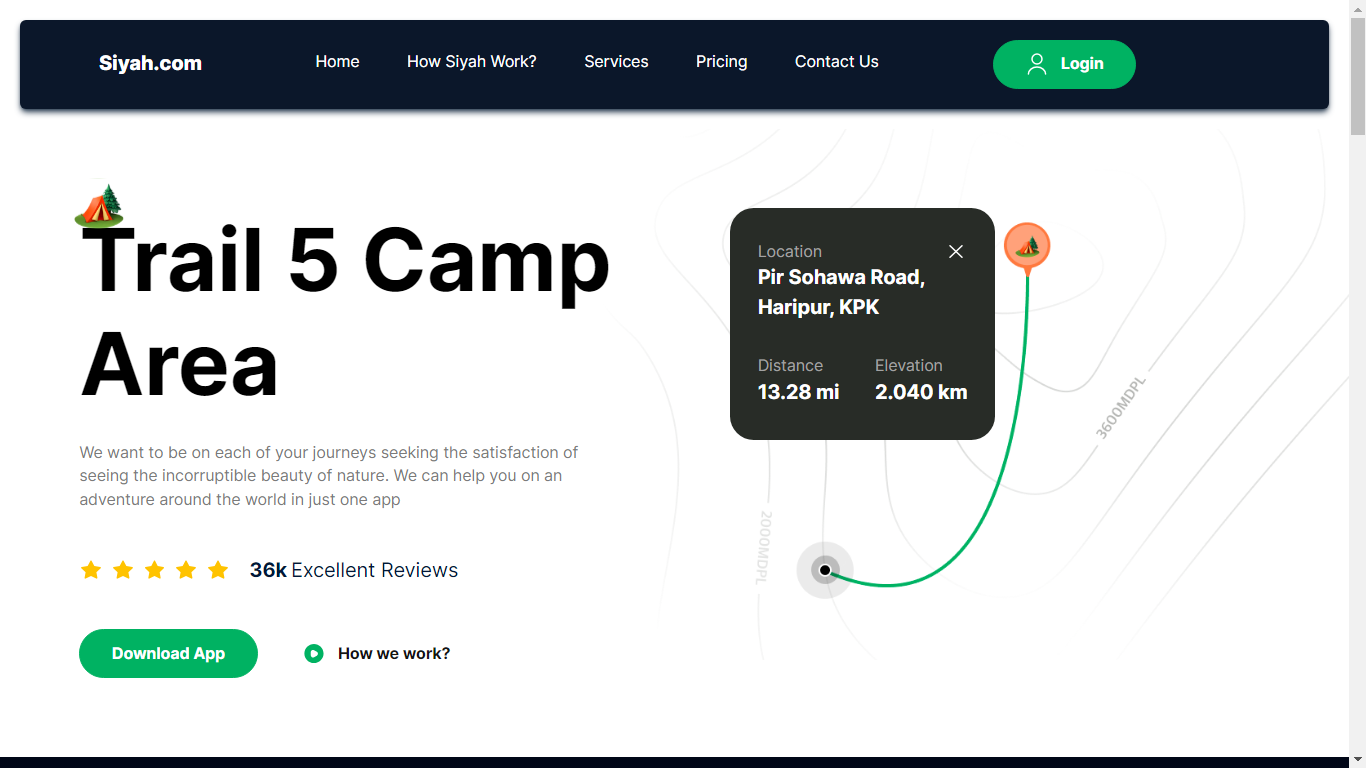 Siyah.com
Home
How Siyah Work?
Services
Pricing
Contact Us
Login
Trail 5 Camp
Area
We want to be on each of your journeys seeking the satisfaction of
seeing the incorruptible beauty of nature. We can help you on an
adventure around the world in just one app
36k Excellent Reviews
Download App
How we work?
Location
Pir Sohawa Road,
Haripur, KPK
Distance
13.28 mi
Elevation
2.040 km
3600MDPL
2000MDPL